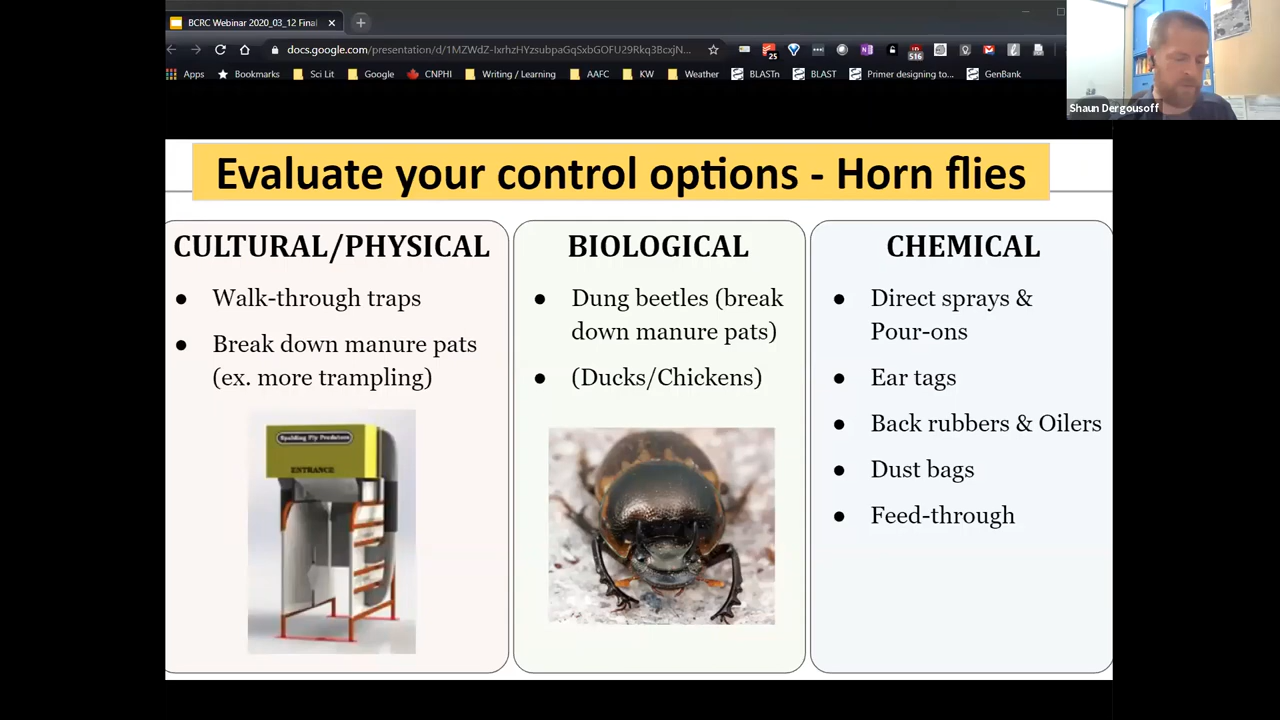 BCRC Webinar 2020_03_12 Final
docs.google.com/presentation/d/1MZWdZ-IxrhzHYzsubpaGqSxbGOFU29Rkq3BcxjN...
25
516
Apps
Bookmarks
Sci Lit
Google
CNPHI
Writing / Learning
AAFC
KW
Weather
BLASTn
BLAST
Primer designing to...
GenBank
Shaun Dergousoff
Evaluate your control options - Horn flies
CULTURAL/PHYSICAL
● Walk-through traps
● Break down manure pats
(ex. more trampling)
Spalding Fly Predators
ENTRANCE
BIOLOGICAL
● Dung beetles (break
down manure pats)
● (Ducks/Chickens)
CHEMICAL
● Direct sprays &
Pour-ons
● Ear tags
● Back rubbers & Oilers
● Dust bags
● Feed-through